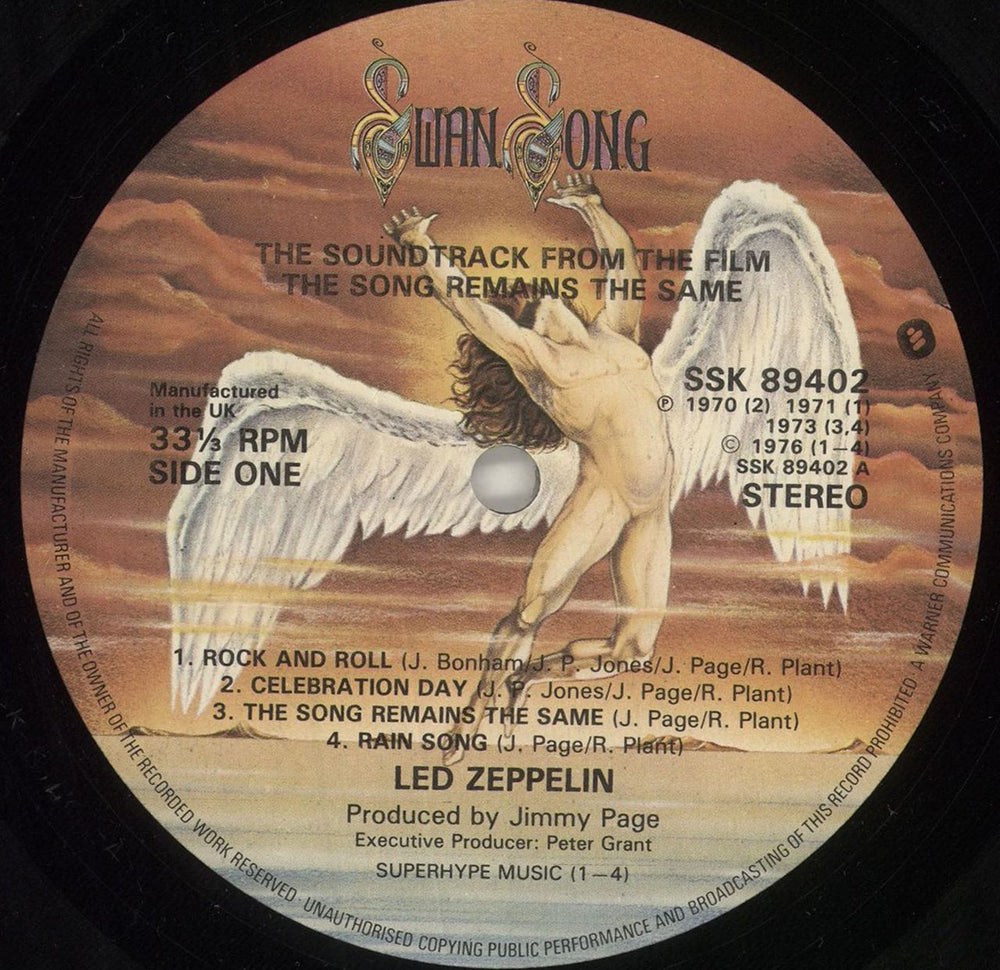 SWAN SONG
THE SOUNDTRACK FROM THE FILM
THE SONG REMAINS THE SAME
Manufactured
in the UK
33⅓ RPM
SIDE ONE
SSK 89402
℗ 1970 (2) 1971 (1)
1973 (3,4)
© 1976 (1–4)
SSK 89402 A
STEREO
1. ROCK AND ROLL (J. Bonham/J. P. Jones/J. Page/R. Plant)
2. CELEBRATION DAY (J. P. Jones/J. Page/R. Plant)
3. THE SONG REMAINS THE SAME (J. Page/R. Plant)
4. RAIN SONG (J. Page/R. Plant)
LED ZEPPELIN
Produced by Jimmy Page
Executive Producer: Peter Grant
SUPERHYPE MUSIC (1–4)
ALL RIGHTS OF THE MANUFACTURER AND OF THE OWNER OF THE RECORDED WORK RESERVED · UNAUTHORISED COPYING PUBLIC PERFORMANCE AND BROADCASTING OF THIS RECORD PROHIBITED. A WARNER COMMUNICATIONS COMPANY